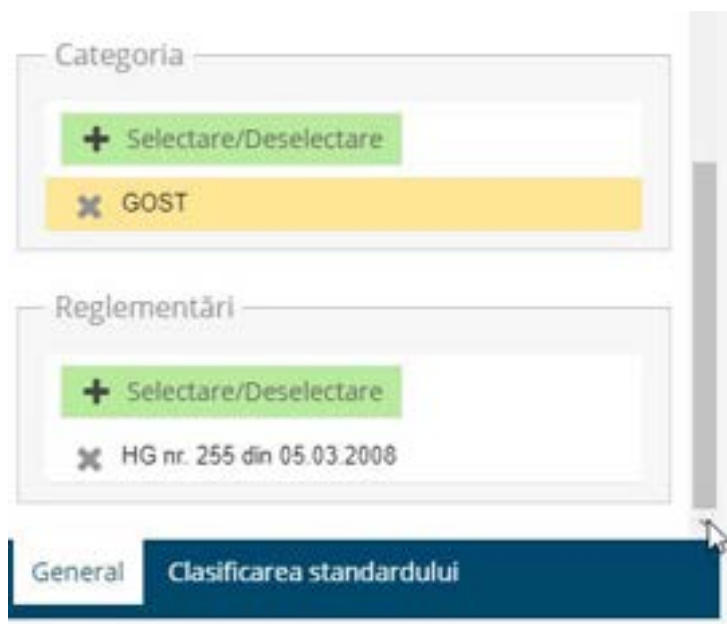 Categoria
Selectare/Deselectare
GOST
Reglementări
Selectare/Deselectare
HG nr. 255 din 05.03.2008
General Clasificarea standardului